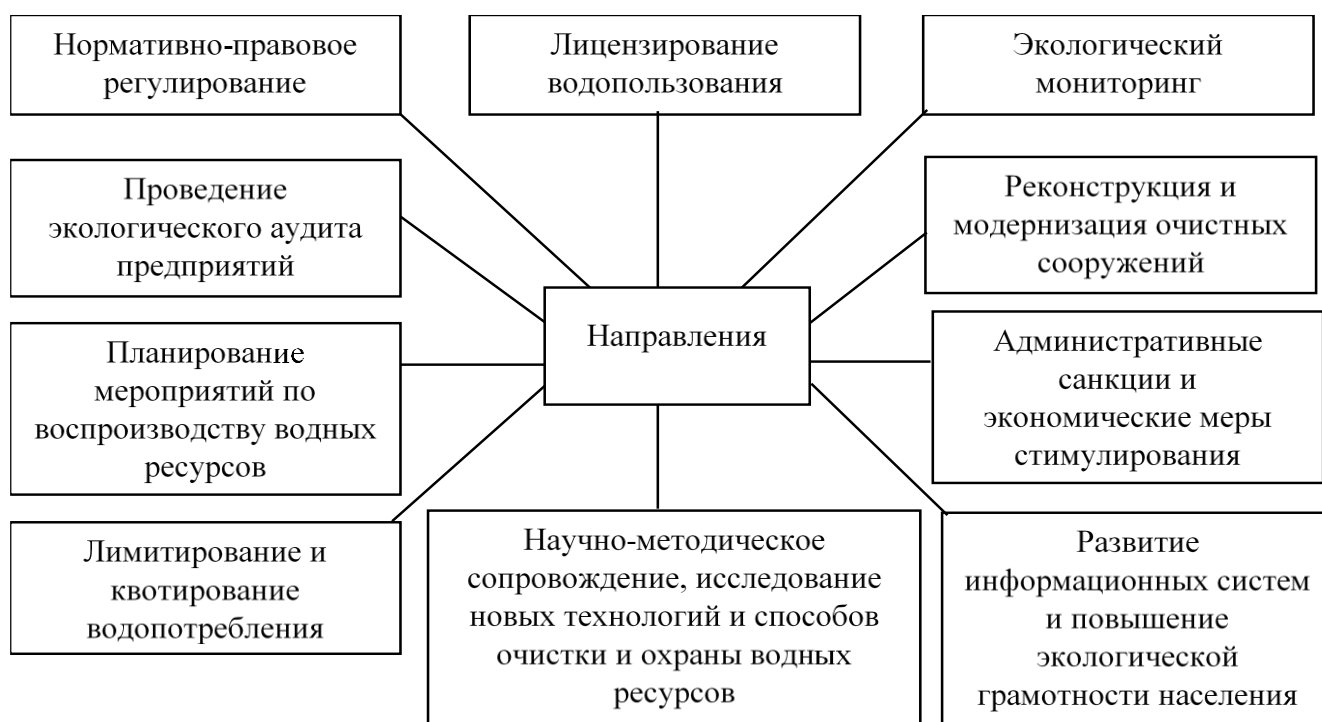 Нормативно-правовое
регулирование
Лицензирование
водопользования
Экологический
мониторинг
Проведение
экологического аудита
предприятий
Реконструкция и
модернизация очистных
сооружений
Направления
Планирование
мероприятий по
воспроизводству водных
ресурсов
Административные
санкции и
экономические меры
стимулирования
Лимитирование и
квотирование
водопотребления
Научно-методическое
сопровождение, исследование
новых технологий и способов
очистки и охраны водных
ресурсов
Развитие
информационных систем
и повышение
экологической
грамотности населения